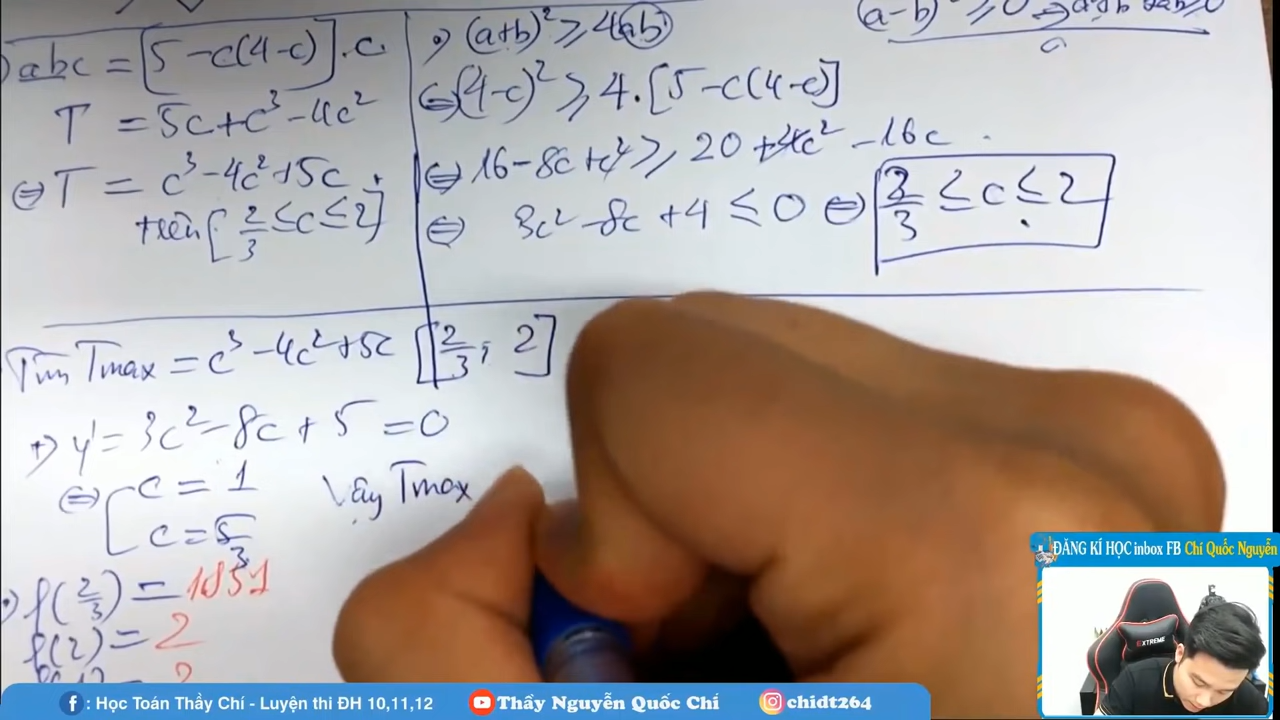 abc = [5-c(4-c)].c
T = 5c+c³-4c²
⇔ T = c³-4c²+5c
trên [2/3 ≤ c ≤ 2]
(a+b)² ≥ 4ab
⇔ (4-c)² ≥ 4.[5-c(4-c)]
⇔ 16-8c+c² ≥ 20+4c²-16c
⇔ 3c²-8c+4 ≤ 0 ⇔ 2/3 ≤ c ≤ 2
Tìm Tmax = c³-4c²+5c [2/3; 2]
+) y' = 3c²-8c+5 = 0
⇔ [ c = 1
c = 5/3
Vậy Tmax
f(2/3) = 1851
f(2) = 2
ĐĂNG KÍ HỌC inbox FB Chí Quốc Nguyễn
EXTREME
: Học Toán Thầy Chí - Luyện thi ĐH 10,11,12
Thầy Nguyễn Quốc Chí
chidt264